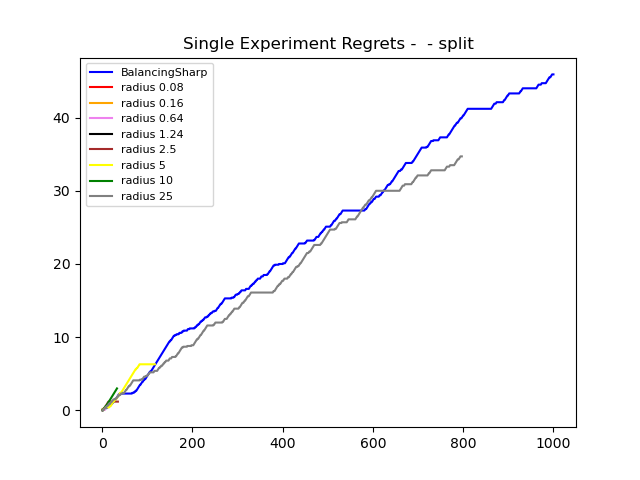 Single Experiment Regrets -  - split
BalancingSharp
radius 0.08
radius 0.16
radius 0.64
radius 1.24
radius 2.5
radius 5
radius 10
radius 25
40
30
20
10
0
0 200 400 600 800 1000